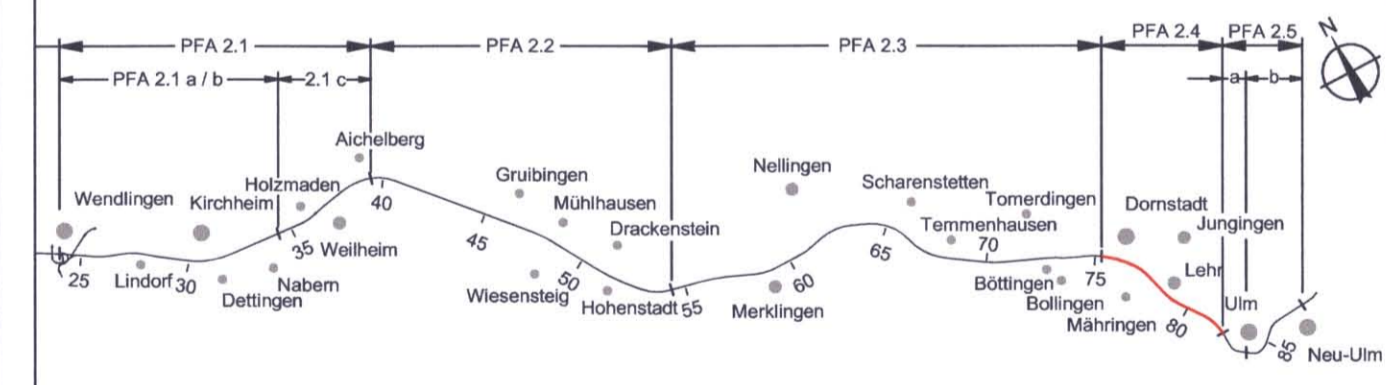 PFA 2.1
PFA 2.2
PFA 2.3
PFA 2.4
PFA 2.5
N
PFA 2.1 a / b
2.1 c
a
b
Aichelberg
Wendlingen
Kirchheim
Holzmaden
Weilheim
Lindorf
Dettingen
Nabern
25
30
35
40
Gruibingen
Mühlhausen
Drackenstein
Wiesensteig
Hohenstadt
45
50
55
Nellingen
Merklingen
60
Scharenstetten
65
Temmenhausen
Tomerdingen
70
Böttingen
Bollingen
75
Dornstadt
Jungingen
Lehr
Mähringen
80
Ulm
85
Neu-Ulm